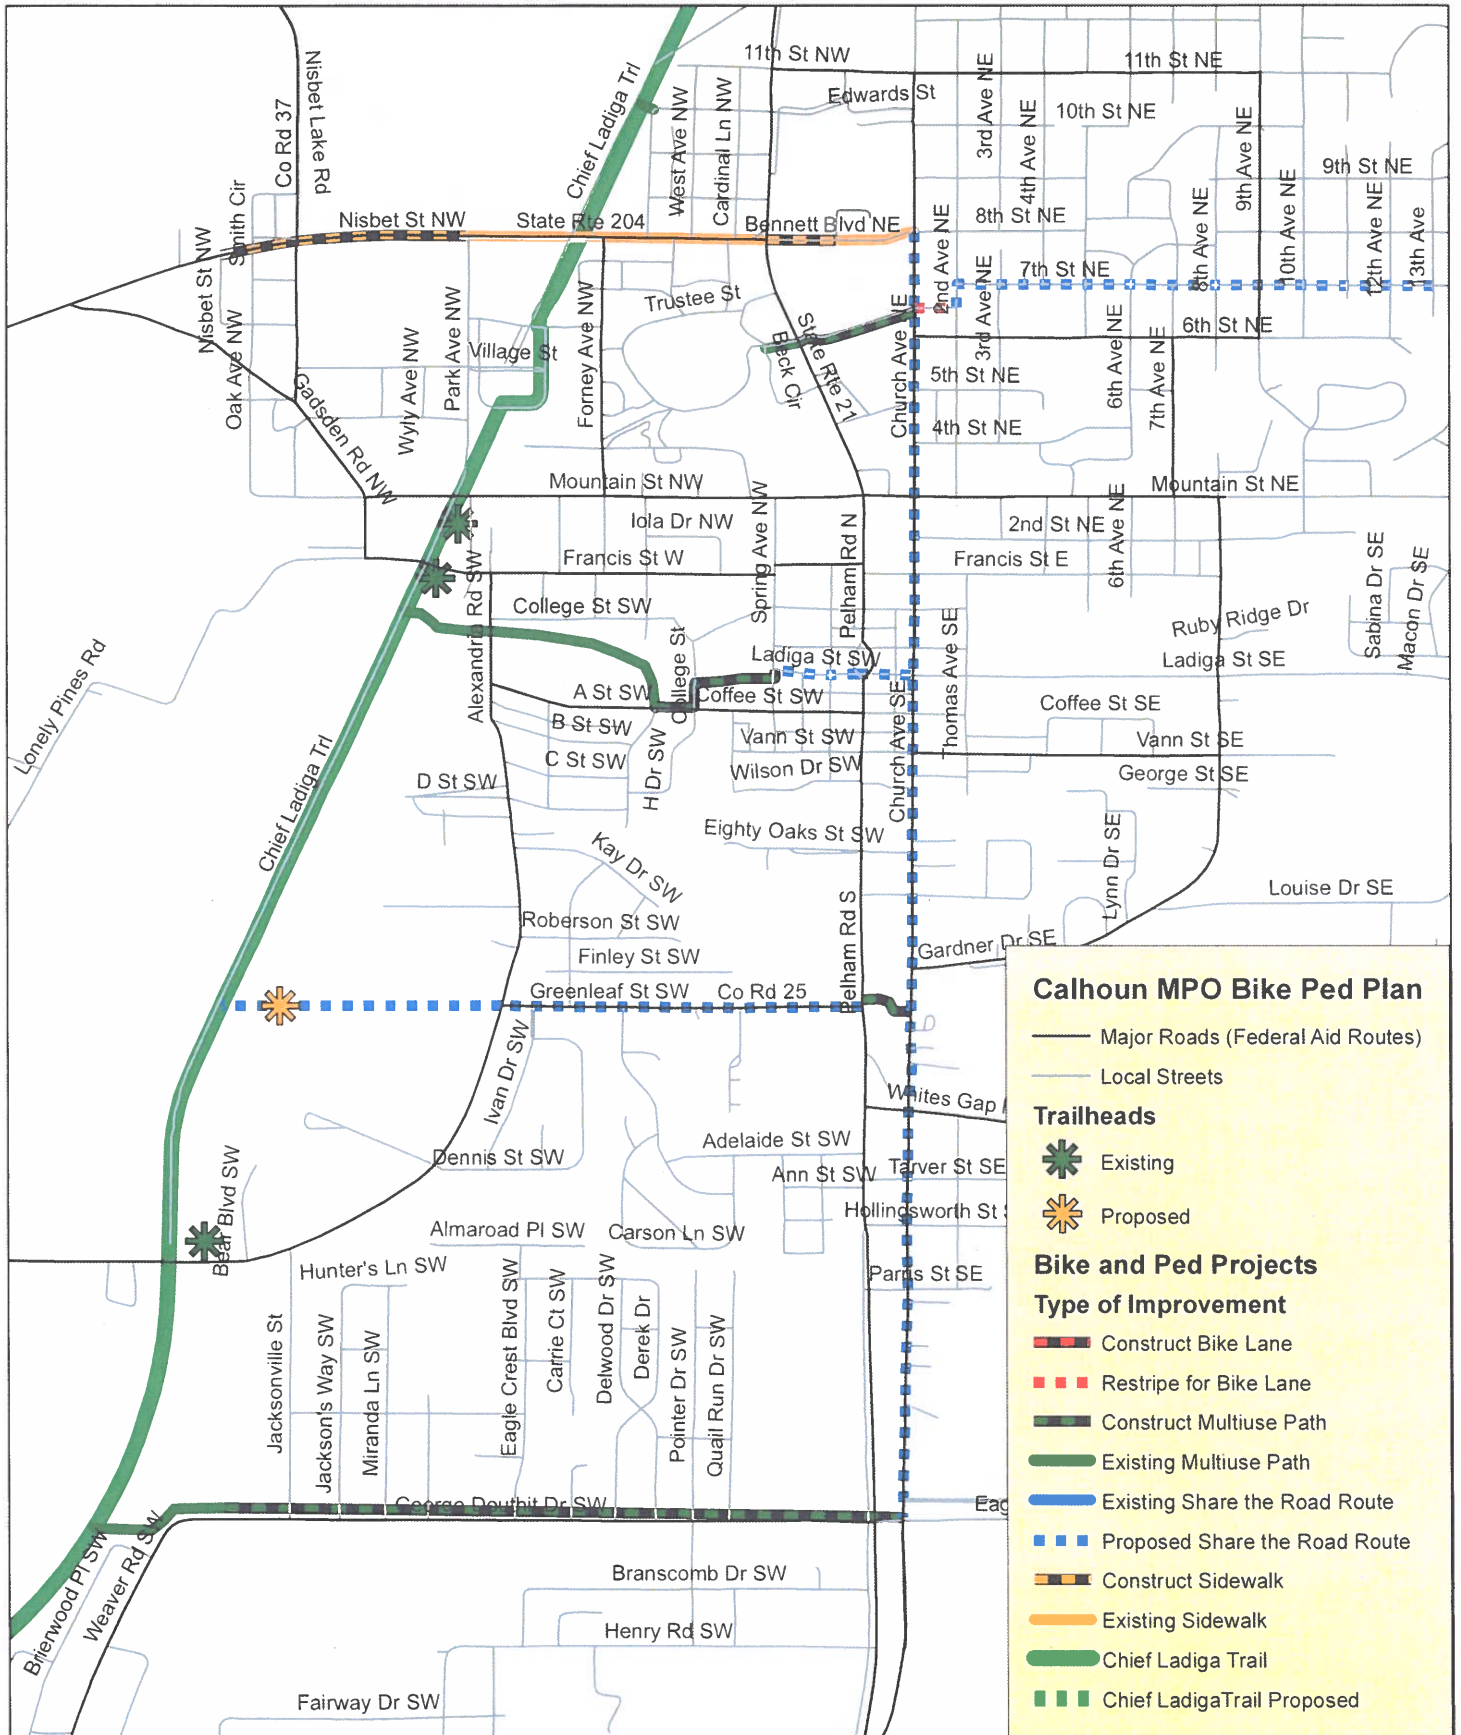 11th St NW
11th St NE
Nisbet Lake Rd
Co Rd 37
Chief Ladiga Trl
West Ave NW
Cardinal Ln NW
Edwards St
3rd Ave NE
4th Ave NE
10th St NE
9th Ave NE
9th St NE
Smith Cir
Nisbet St NW
Nisbet St NW
State Rte 204
Bennett Blvd NE
2nd Ave NE
8th St NE
8th Ave NE
10th Ave NE
12th Ave NE
13th Ave
7th St NE
Trustee St
State Rte 21
Beck Cir
Church Ave NE
3rd Ave NE
6th St NE
Oak Ave NW
Wyly Ave NW
Park Ave NW
Village St
Forney Ave NW
5th St NE
6th Ave NE
7th Ave NE
4th St NE
Gadsden Rd NW
Mountain St NW
Mountain St NE
Iola Dr NW
Spring Ave NW
Pelham Rd N
2nd St NE
6th Ave NE
Francis St W
Francis St E
Alexandria Rd SW
College St SW
College St
Ladiga St SW
Thomas Ave SE
Ruby Ridge Dr
Sabina Dr SE
Macon Dr SE
Ladiga St SE
Lonely Pines Rd
A St SW
Coffee St SW
Coffee St SE
B St SW
Vann St SW
Church Ave SE
Vann St SE
C St SW
H Dr SW
Wilson Dr SW
George St SE
D St SW
Chief Ladiga Trl
Kay Dr SW
Eighty Oaks St SW
Lynn Dr SE
Louise Dr SE
Roberson St SW
Pelham Rd S
Gardner Dr SE
Finley St SW
Greenleaf St SW
Co Rd 25
Ivan Dr SW
Whites Gap
Dennis St SW
Adelaide St SW
Ann St SW
Tarver St SE
Hollingsworth St
Bear Blvd SW
Almaroad Pl SW
Carson Ln SW
Hunter's Ln SW
Parris St SE
Jacksonville St
Jackson's Way SW
Miranda Ln SW
Eagle Crest Blvd SW
Carrie Ct SW
Delwood Dr SW
Derek Dr
Pointer Dr SW
Quail Run Dr SW
George Douthit Dr SW
Eag
Brierwood Pl SW
Weaver Rd SW
Branscomb Dr SW
Henry Rd SW
Fairway Dr SW
Calhoun MPO Bike Ped Plan
Major Roads (Federal Aid Routes)
Local Streets
Trailheads
Existing
Proposed
Bike and Ped Projects
Type of Improvement
Construct Bike Lane
Restripe for Bike Lane
Construct Multiuse Path
Existing Multiuse Path
Existing Share the Road Route
Proposed Share the Road Route
Construct Sidewalk
Existing Sidewalk
Chief Ladiga Trail
Chief LadigaTrail Proposed